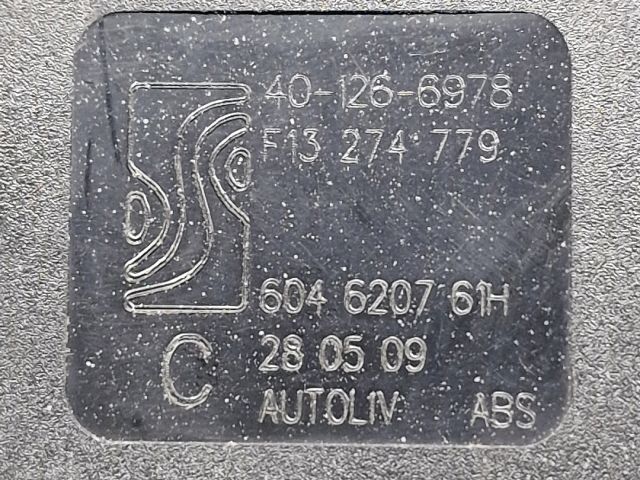 40-126-6978
F13 274 779
604 6207 61H
C
28 05 09
AUTOLIV ABS